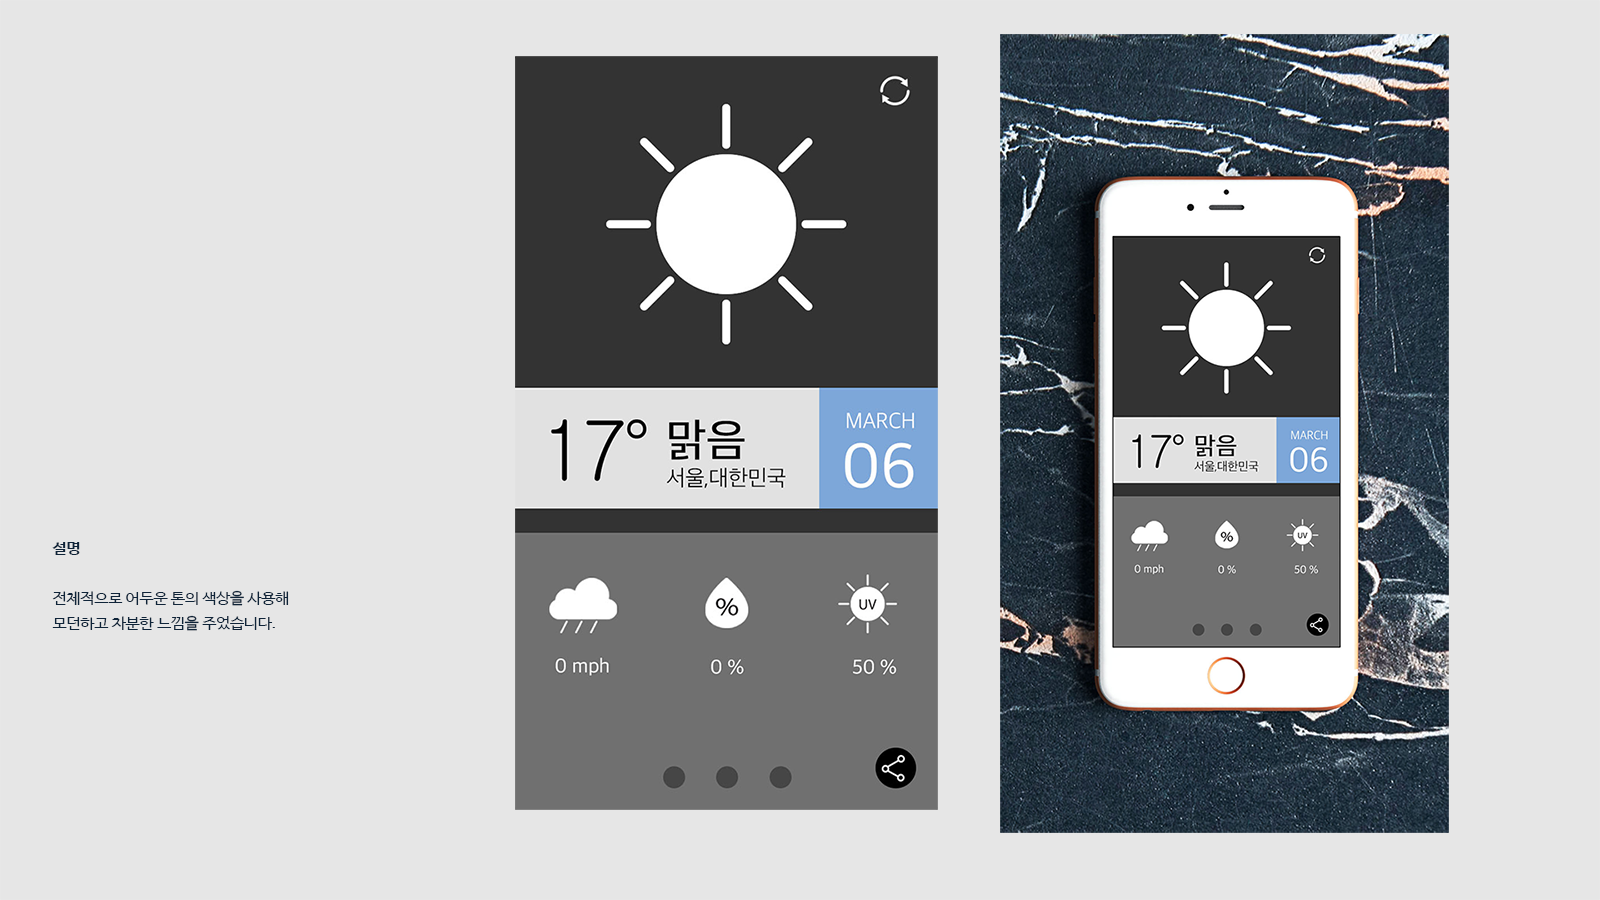 설명
전체적으로 어두운 톤의 색상을 사용해
모던하고 차분한 느낌을 주었습니다.
17° 맑음
서울,대한민국
MARCH
06
%
UV
0 mph
0 %
50 %
17° 맑음
서울,대한민국
MARCH
06
%
UV
0 mph
0 %
50 %